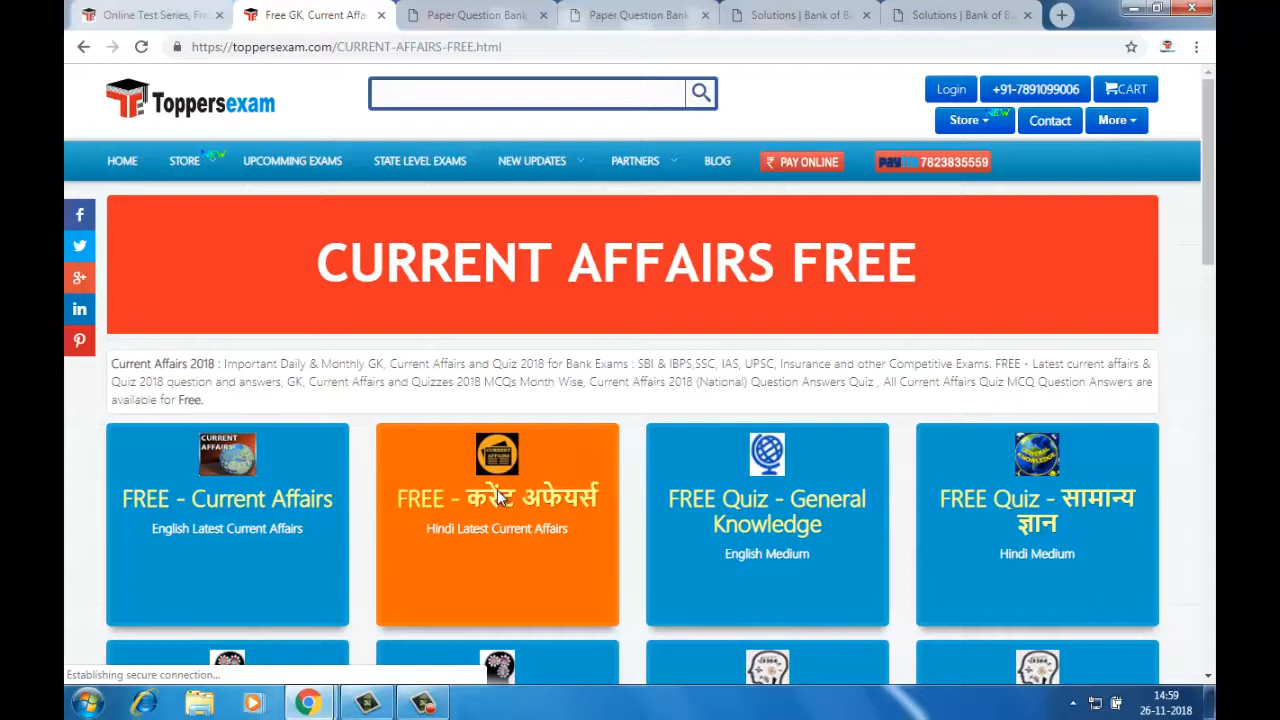 Online Test Series, Fre
Free GK, Current Affa
Paper Question Bank
Paper Question Bank
Solutions | Bank of B
Solutions | Bank of B
https://toppersexam.com/CURRENT-AFFAIRS-FREE.html
Toppersexam
Login
+91-7891099006
CART
Store
NEW
Contact
More
HOME
STORE
NEW
UPCOMMING EXAMS
STATE LEVEL EXAMS
NEW UPDATES
PARTNERS
BLOG
₹ PAY ONLINE
Paytm 7823835559
CURRENT AFFAIRS FREE
Current Affairs 2018 : Important Daily & Monthly GK, Current Affairs and Quiz 2018 for Bank Exams : SBI & IBPS,SSC, IAS, UPSC, Insurance and other Competitive Exams. FREE - Latest current affairs &
Quiz 2018 question and answers, GK, Current Affairs and Quizzes 2018 MCQs Month Wise, Current Affairs 2018 (National) Question Answers Quiz , All Current Affairs Quiz MCQ Question Answers are
available for Free.
CURRENT
AFFAIRS
FREE - Current Affairs
English Latest Current Affairs
CURRENT
AFFAIRS
FREE - करेंट अफेयर्स
Hindi Latest Current Affairs
FREE Quiz - General
Knowledge
English Medium
GENERAL
KNOWLEDGE
FREE Quiz - सामान्य
ज्ञान
Hindi Medium
Establishing secure connection...
14:59
26-11-2018